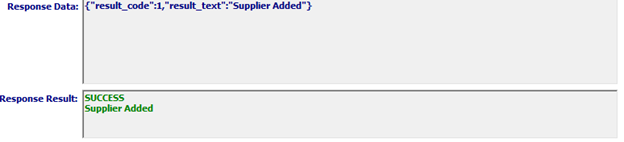 Response Data: {"result_code":1,"result_text":"Supplier Added"}
Response Result: SUCCESS
Supplier Added